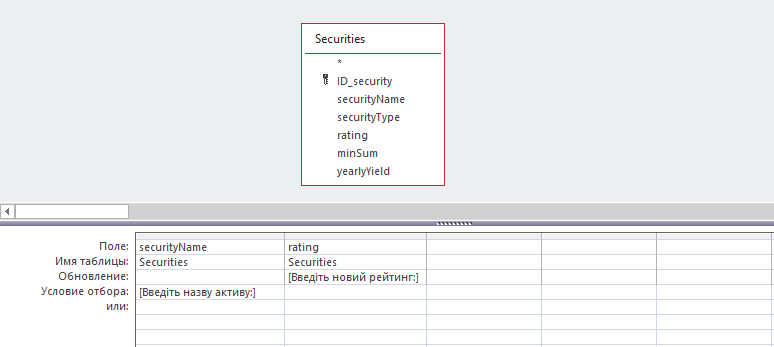 Securities
*
ID_security
securityName
securityType
rating
minSum
yearlyYield
Поле: securityName rating
Имя таблицы: Securities Securities
Обновление: [Введіть новий рейтинг:]
Условие отбора: [Введіть назву активу:]
или: